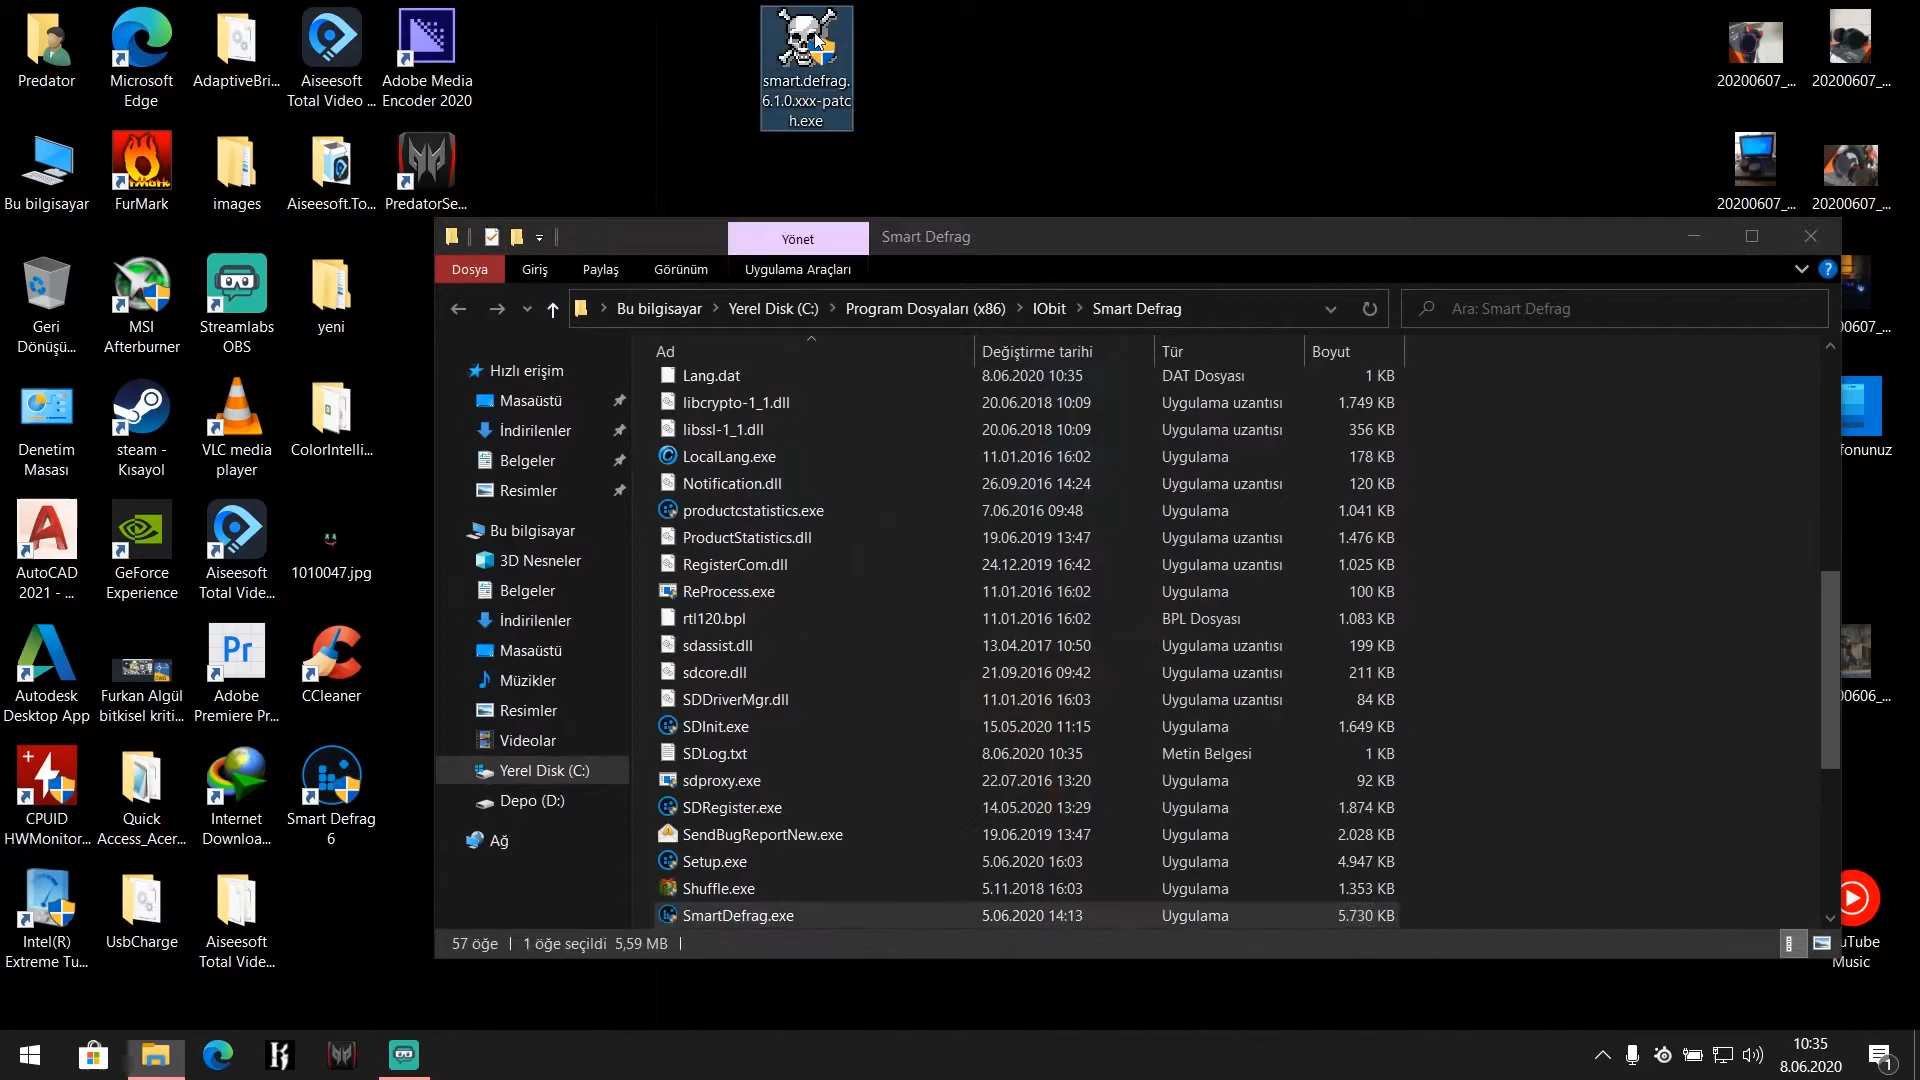 Predator
Microsoft
Edge
AdaptiveBri...
Aiseesoft
Total Video ...
Adobe Media
Encoder 2020
smart.defrag.
6.1.0.xxx-patc
h.exe
20200607_...
20200607_...
Bu bilgisayar
FurMark
images
Aiseesoft.To...
PredatorSe...
20200607_...
20200607_...
Geri
Dönüşü...
MSI
Afterburner
Streamlabs
OBS
yeni
Denetim
Masası
steam -
Kısayol
VLC media
player
ColorIntelli...
AutoCAD
2021 - ...
GeForce
Experience
Aiseesoft
Total Vide...
1010047.jpg
Autodesk
Desktop App
Furkan Algül
bitkisel kriti...
Adobe
Premiere Pr...
CCleaner
CPUID
HWMonitor...
Quick
Access_Acer...
Internet
Downloa...
Smart Defrag
6
Intel(R)
Extreme Tu...
UsbCharge
Aiseesoft
Total Vide...
Yönet
Smart Defrag
Dosya
Giriş
Paylaş
Görünüm
Uygulama Araçları
Bu bilgisayar > Yerel Disk (C:) > Program Dosyaları (x86) > IObit > Smart Defrag
Ara: Smart Defrag
Hızlı erişim
Masaüstü
İndirilenler
Belgeler
Resimler
Bu bilgisayar
3D Nesneler
Belgeler
İndirilenler
Masaüstü
Müzikler
Resimler
Videolar
Yerel Disk (C:)
Depo (D:)
Ağ
Ad Değiştirme tarihi Tür Boyut
Lang.dat 8.06.2020 10:35 DAT Dosyası 1 KB
libcrypto-1_1.dll 20.06.2018 10:09 Uygulama uzantısı 1.749 KB
libssl-1_1.dll 20.06.2018 10:09 Uygulama uzantısı 356 KB
LocalLang.exe 11.01.2016 16:02 Uygulama 178 KB
Notification.dll 26.09.2016 14:24 Uygulama uzantısı 120 KB
productcstatistics.exe 7.06.2016 09:48 Uygulama 1.041 KB
ProductStatistics.dll 19.06.2019 13:47 Uygulama uzantısı 1.476 KB
RegisterCom.dll 24.12.2019 16:42 Uygulama uzantısı 1.025 KB
ReProcess.exe 11.01.2016 16:02 Uygulama 100 KB
rtl120.bpl 11.01.2016 16:02 BPL Dosyası 1.083 KB
sdassist.dll 13.04.2017 10:50 Uygulama uzantısı 199 KB
sdcore.dll 21.09.2016 09:42 Uygulama uzantısı 211 KB
SDDriverMgr.dll 11.01.2016 16:03 Uygulama uzantısı 84 KB
SDInit.exe 15.05.2020 11:15 Uygulama 1.649 KB
SDLog.txt 8.06.2020 10:35 Metin Belgesi 1 KB
sdproxy.exe 22.07.2016 13:20 Uygulama 92 KB
SDRegister.exe 14.05.2020 13:29 Uygulama 1.874 KB
SendBugReportNew.exe 19.06.2019 13:47 Uygulama 2.028 KB
Setup.exe 5.06.2020 16:03 Uygulama 4.947 KB
Shuffle.exe 5.11.2018 16:03 Uygulama 1.353 KB
SmartDefrag.exe 5.06.2020 14:13 Uygulama 5.730 KB
57 öğe | 1 öğe seçildi 5,59 MB |
0607_...
fonunuz
0606_...
uTube
Music
10:35
8.06.2020
1